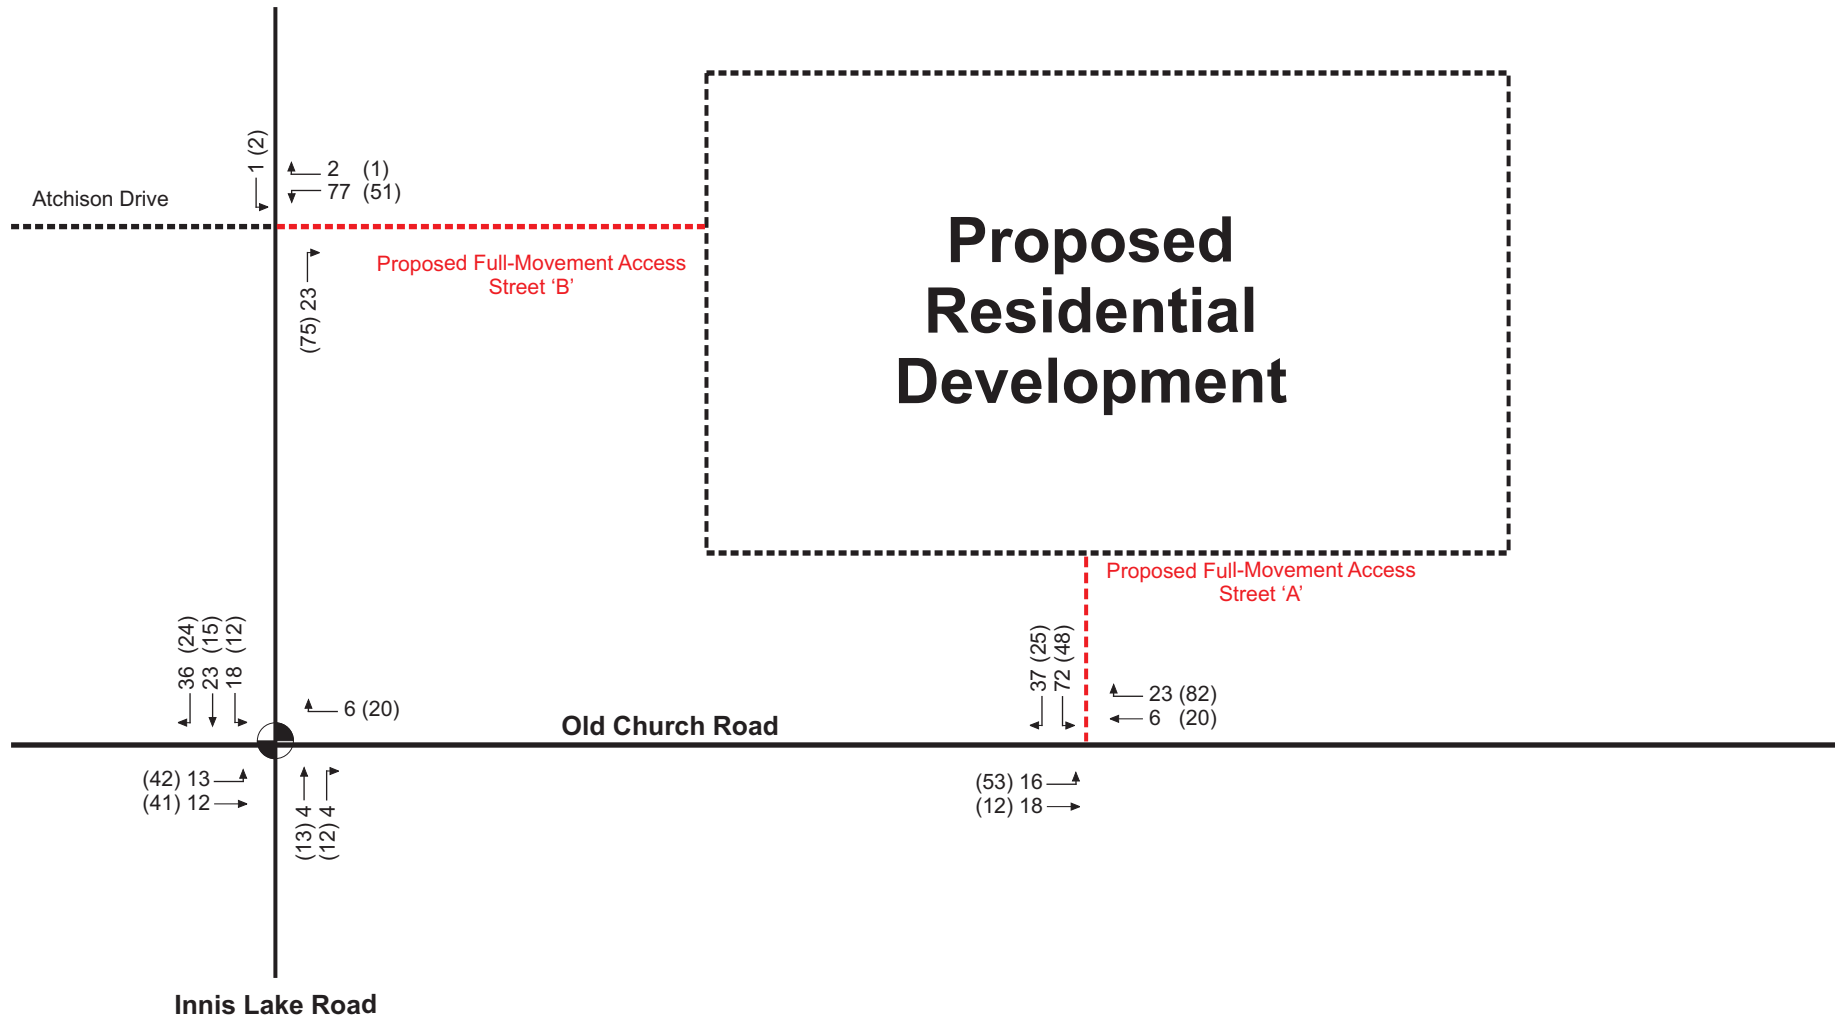 1 (2)
2 (1)
77 (51)
Atchison Drive
Proposed Full-Movement Access
Street ‘B’
(75) 23
Proposed
Residential
Development
Proposed Full-Movement Access
Street ‘A’
36 (24)
23 (15)
18 (12)
6 (20)
Old Church Road
37 (25)
72 (48)
23 (82)
6 (20)
(42) 13
(41) 12
(13) 4
(12) 4
(53) 16
(12) 18
Innis Lake Road